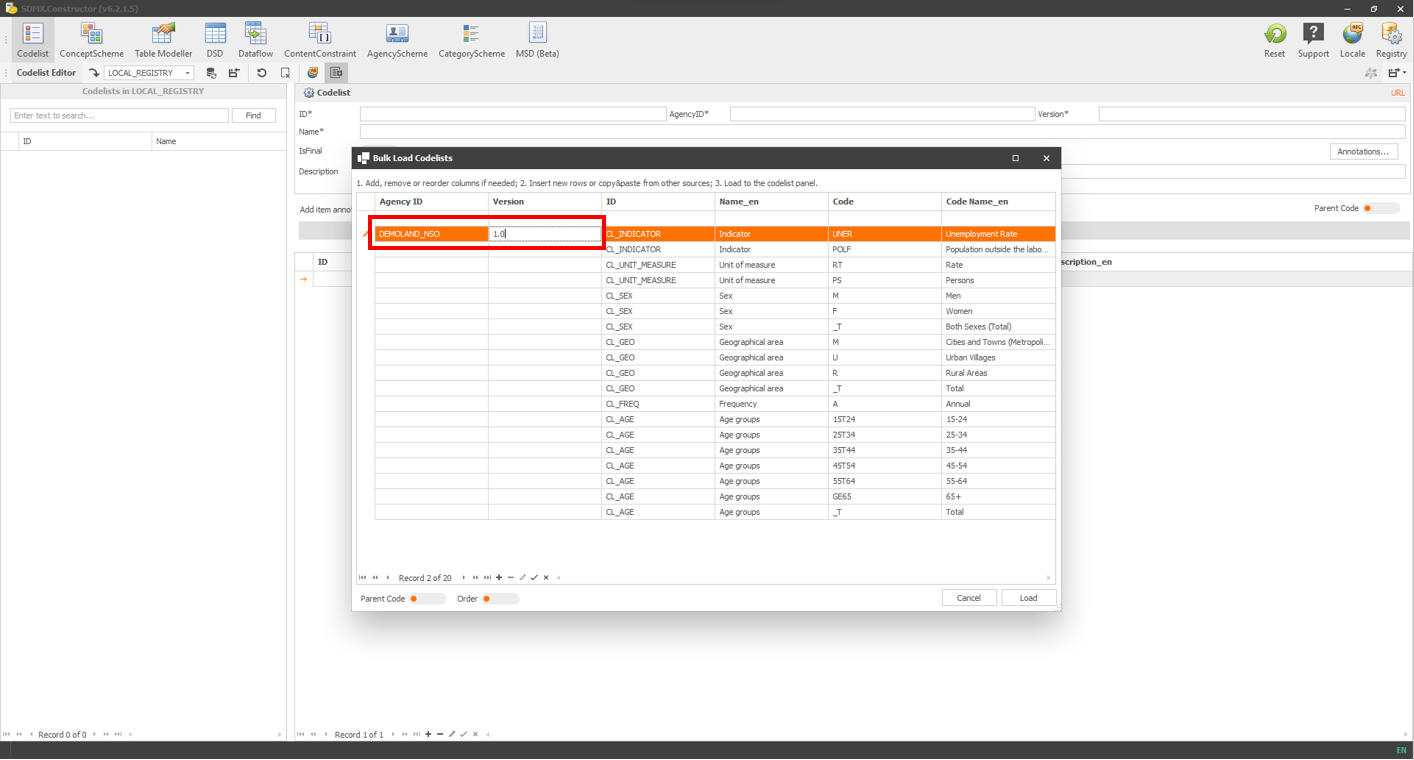 SDMX.Constructor (v6.2.1.5)
Codelist ConceptScheme Table Modeller DSD Dataflow ContentConstraint AgencyScheme CategoryScheme MSD (Beta) Reset Support Locale Registry
Codelist Editor LOCAL_REGISTRY
Codelists in LOCAL_REGISTRY
Enter text to search... Find
ID Name
Record 0 of 0
Codelist URL
ID* AgencyID* Version*
Name*
IsFinal Annotations...
Description
Add item anno Parent Code
ID scription_en
Bulk Load Codelists
1. Add, remove or reorder columns if needed; 2. Insert new rows or copy&paste from other sources; 3. Load to the codelist panel.
Agency ID Version ID Name_en Code Code Name_en
DEMOLAND_NSO 1.0 CL_INDICATOR Indicator UNER Unemployment Rate
CL_INDICATOR Indicator POLF Population outside the labo...
CL_UNIT_MEASURE Unit of measure RT Rate
CL_UNIT_MEASURE Unit of measure PS Persons
CL_SEX Sex M Men
CL_SEX Sex F Women
CL_SEX Sex _T Both Sexes (Total)
CL_GEO Geographical area M Cities and Towns (Metropoli...
CL_GEO Geographical area U Urban Villages
CL_GEO Geographical area R Rural Areas
CL_GEO Geographical area _T Total
CL_FREQ Frequency A Annual
CL_AGE Age groups 15T24 15-24
CL_AGE Age groups 25T34 25-34
CL_AGE Age groups 35T44 35-44
CL_AGE Age groups 45T54 45-54
CL_AGE Age groups 55T64 55-64
CL_AGE Age groups GE65 65+
CL_AGE Age groups _T Total
Record 2 of 20
Parent Code Order Cancel Load
Record 1 of 1
EN